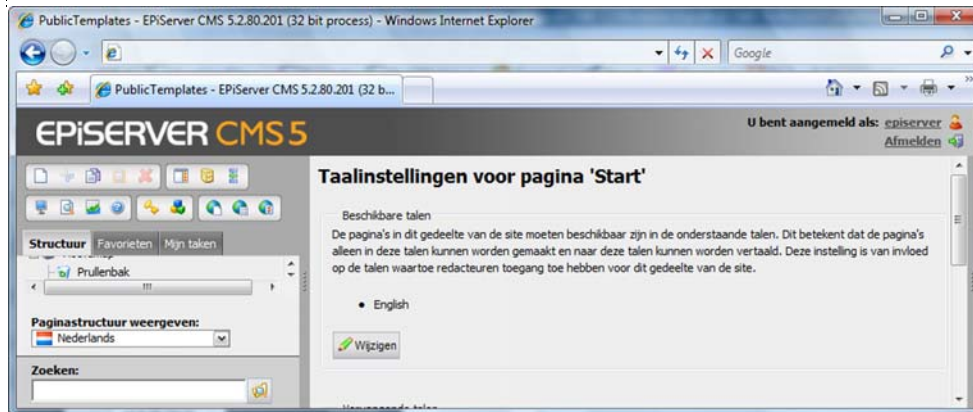 PublicTemplates - EPiServer CMS 5.2.80.201 (32 bit process) - Windows Internet Explorer
Google
PublicTemplates - EPiServer CMS 5.2.80.201 (32 b...
EPiSERVER CMS 5
U bent aangemeld als: episerver
Afmelden
Structuur Favorieten Mijn taken
Prullenbak
Paginastructuur weergeven:
Nederlands
Zoeken:
Taalinstellingen voor pagina 'Start'
Beschikbare talen
De pagina's in dit gedeelte van de site moeten beschikbaar zijn in de onderstaande talen. Dit betekent dat de pagina's
alleen in deze talen kunnen worden gemaakt en naar deze talen kunnen worden vertaald. Deze instelling is van invloed
op de talen waartoe redacteuren toegang toe hebben voor dit gedeelte van de site.
• English
Wijzigen